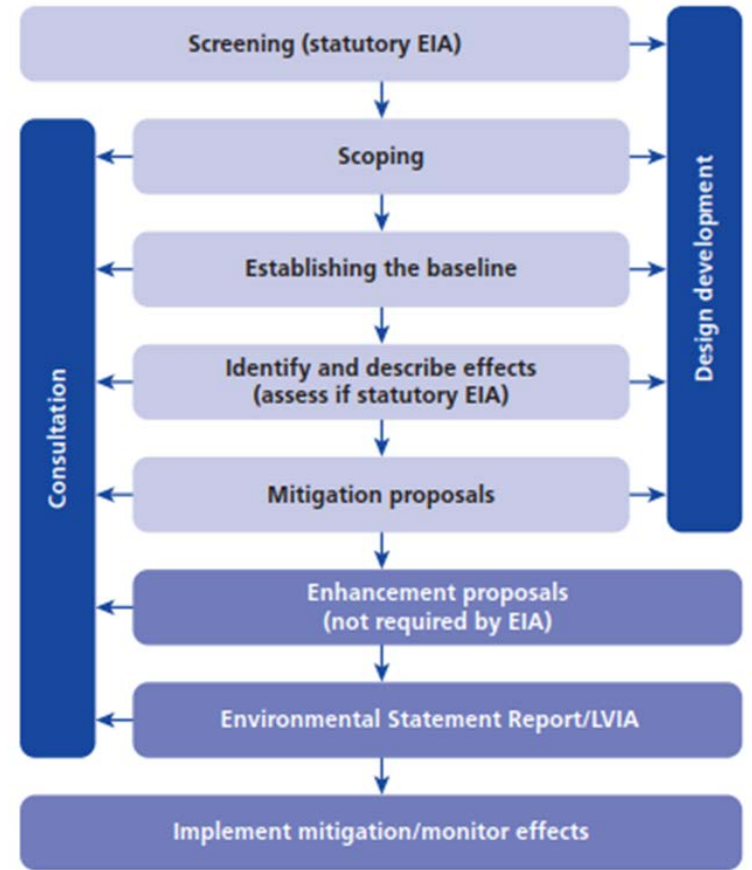 Screening (statutory EIA)
Scoping
Establishing the baseline
Identify and describe effects
(assess if statutory EIA)
Mitigation proposals
Enhancement proposals
(not required by EIA)
Environmental Statement Report/LVIA
Implement mitigation/monitor effects
Consultation
Design development